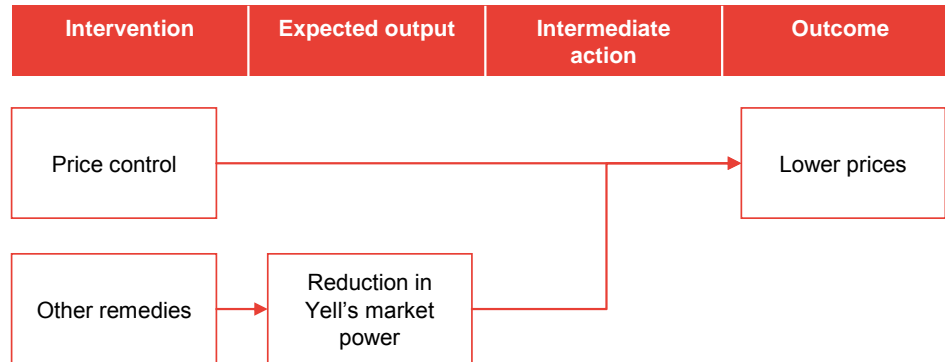 Intervention
Expected output
Intermediate
action
Outcome
Price control
Lower prices
Other remedies
Reduction in
Yell’s market
power